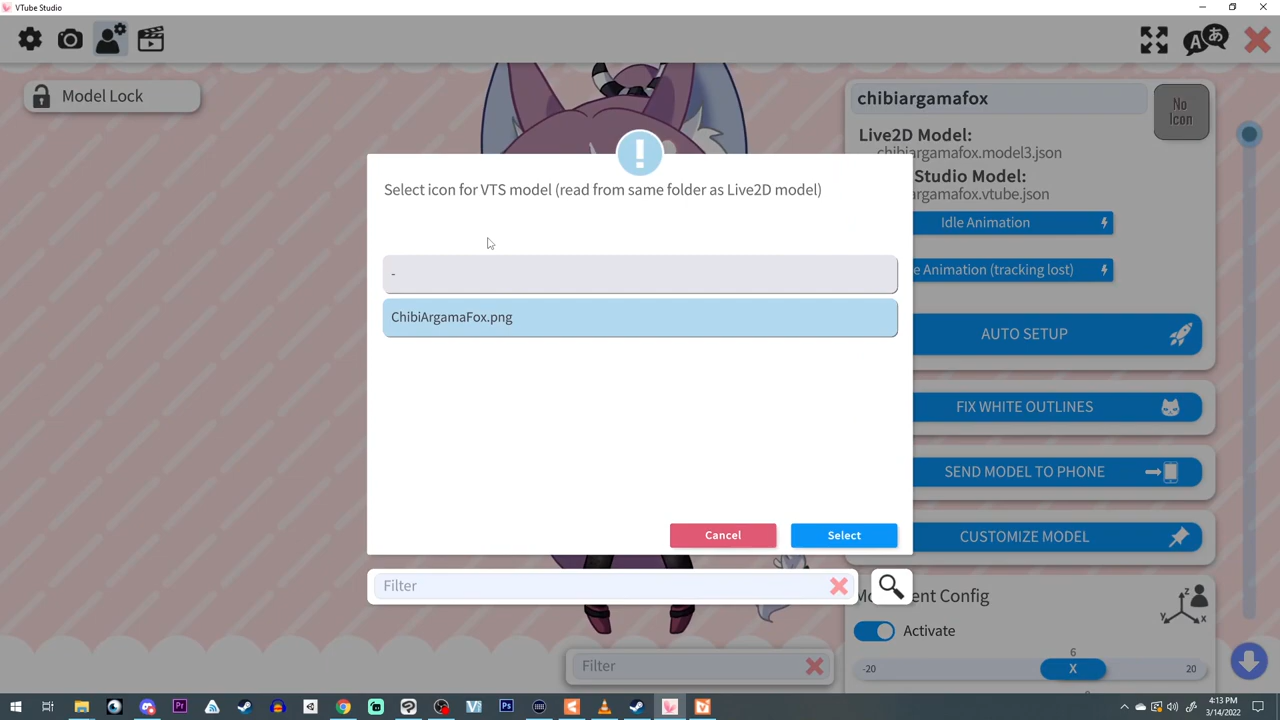 VTube Studio
Model Lock
A あ
chibiargamafox
No
Icon
Live2D Model:
chibiargamafox.model3.json
Studio Model:
argamafox.vtube.json
Idle Animation
Animation (tracking lost)
AUTO SETUP
FIX WHITE OUTLINES
SEND MODEL TO PHONE
CUSTOMIZE MODEL
ent Config
Activate
z
x
6
-20
X
20
Select icon for VTS model (read from same folder as Live2D model)
-
ChibiArgamaFox.png
Cancel
Select
Filter
Filter
Pr
Ps
4:13 PM
3/14/2022